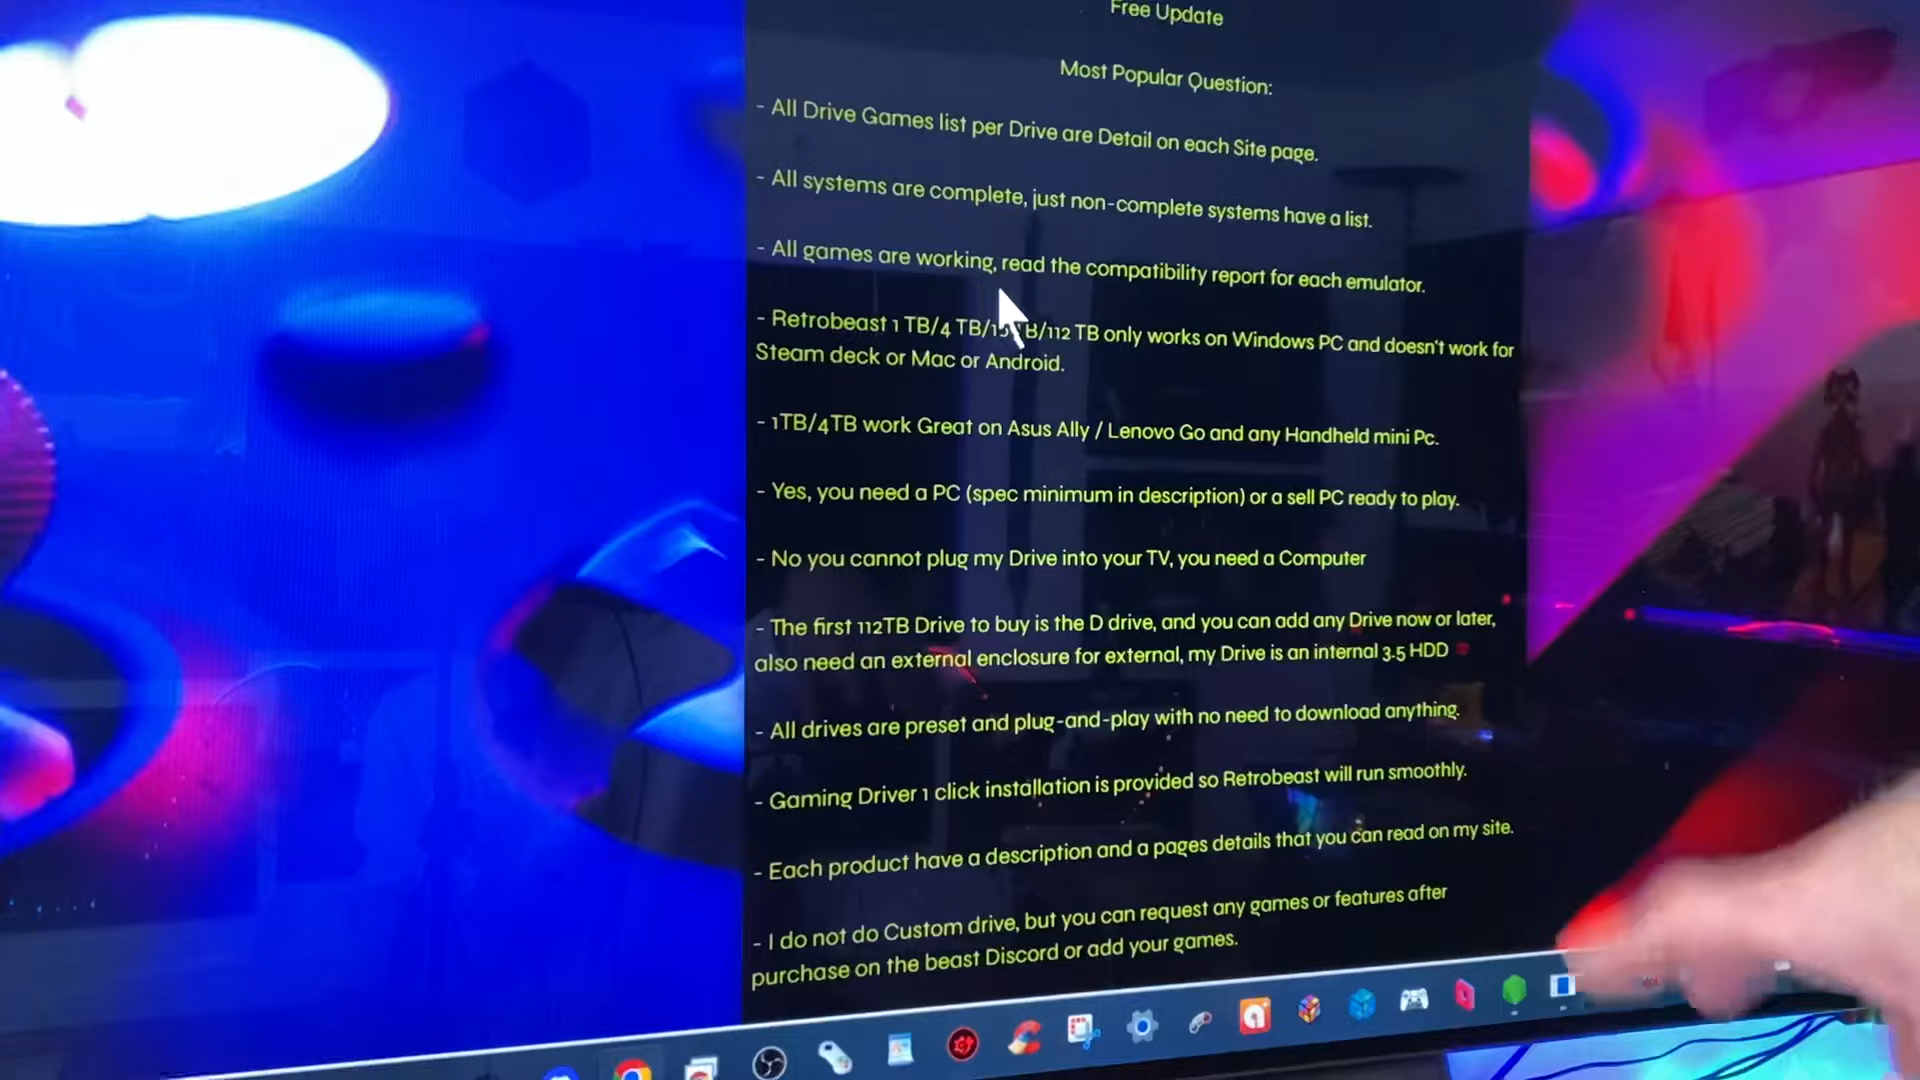 Free Update
Most Popular Question:
- All Drive Games list per Drive are Detail on each Site page.
- All systems are complete, just non-complete systems have a list.
- All games are working, read the compatibility report for each emulator.
- Retrobeast 1 TB/4 TB/ TB/112 TB only works on Windows PC and doesn't work for
Steam deck or Mac or Android.
- 1TB/4TB work Great on Asus Ally / Lenovo Go and any Handheld mini Pc.
- Yes, you need a PC (spec minimum in description) or a sell PC ready to play.
- No you cannot plug my Drive into your TV, you need a Computer
- The first 112TB Drive to buy is the D drive, and you can add any Drive now or later,
also need an external enclosure for external, my Drive is an internal 3.5 HDD
- All drives are preset and plug-and-play with no need to download anything.
- Gaming Driver 1 click installation is provided so Retrobeast will run smoothly.
- Each product have a description and a pages details that you can read on my site.
- I do not do Custom drive, but you can request any games or features after
purchase on the beast Discord or add your games.